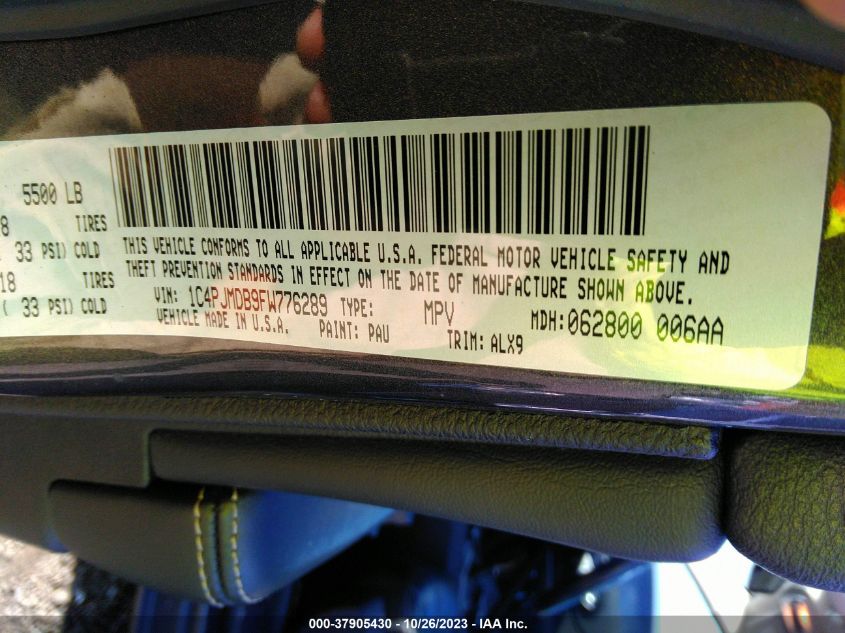 5500 LB
8 TIRES
33 PSI) COLD
18 TIRES
( 33 PSI) COLD
THIS VEHICLE CONFORMS TO ALL APPLICABLE U.S.A. FEDERAL MOTOR VEHICLE SAFETY AND
THEFT PREVENTION STANDARDS IN EFFECT ON THE DATE OF MANUFACTURE SHOWN ABOVE.
VIN: 1C4PJMDB9FW776289 TYPE: MPV MDH:062800 006AA
VEHICLE MADE IN U.S.A. PAINT: PAU TRIM: ALX9
000-37905430 - 10/26/2023 - IAA Inc.